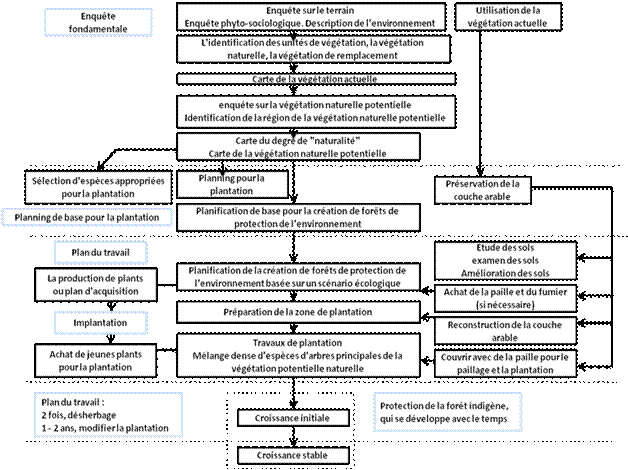 Enquête
fondamentale
Enquête sur le terrain
Enquête phyto-sociologique. Description de l'environnement
Utilisation de la
végétation actuelle
L'identification des unités de végétation, la végétation
naturelle, la végétation de remplacement
Carte de la végétation actuelle
enquête sur la végétation naturelle potentielle
Identification de la région de la végétation naturelle potentielle
Carte du degré de "naturalité"
Carte de la végétation naturelle potentielle
Sélection d'espèces appropriées
pour la plantation
Planning pour la
plantation
Préservation de la
couche arable
Planning de base pour la plantation
Planification de base pour la création de forêts de
protection de l'environnement
Plan du travail
Etude des sols
examen des sols
Amélioration des sols
La production de plants
ou plan d'acquisition
Planification de la création de forêts de protection de
l'environnement basée sur un scénario écologique
Achat de la paille et du fumier
(si nécessaire)
Implantation
Préparation de la zone de plantation
Reconstruction de la couche
arable
Achat de jeunes plants
pour la plantation
Travaux de plantation
Mélange dense d'espèces d'arbres principales de la
végétation potentielle naturelle
Couvrir avec de la paille pour le
paillage et la plantation
Plan du travail :
2 fois, désherbage
1 - 2 ans, modifier la plantation
Croissance initiale
Croissance stable
Protection de la forêt indigène,
qui se développe avec le temps